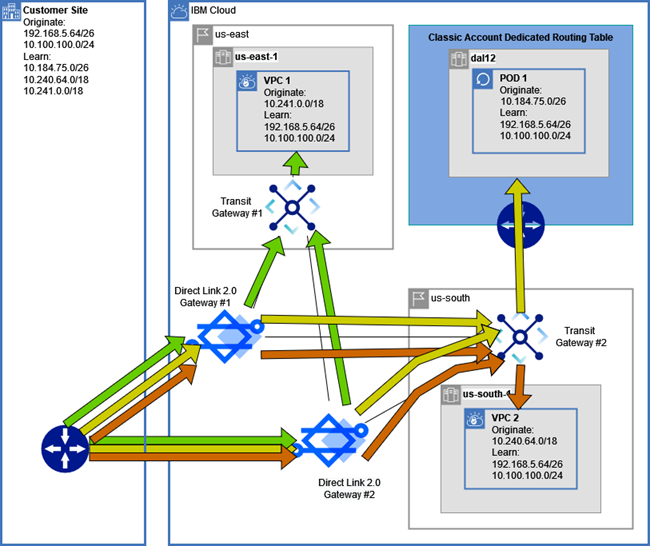 Customer Site
Originate:
192.168.5.64/26
10.100.100.0/24
Learn:
10.184.75.0/26
10.240.64.0/18
10.241.0.0/18
IBM Cloud
us-east
us-east-1
VPC 1
Originate:
10.241.0.0/18
Learn:
192.168.5.64/26
10.100.100.0/24
Transit
Gateway #1
Classic Account Dedicated Routing Table
dal12
POD 1
Originate:
10.184.75.0/26
Learn:
192.168.5.64/26
10.100.100.0/24
Direct Link 2.0
Gateway #1
us-south
Transit
Gateway #2
us-south-1
VPC 2
Originate:
10.240.64.0/18
Learn:
192.168.5.64/26
10.100.100.0/24
Direct Link 2.0
Gateway #2